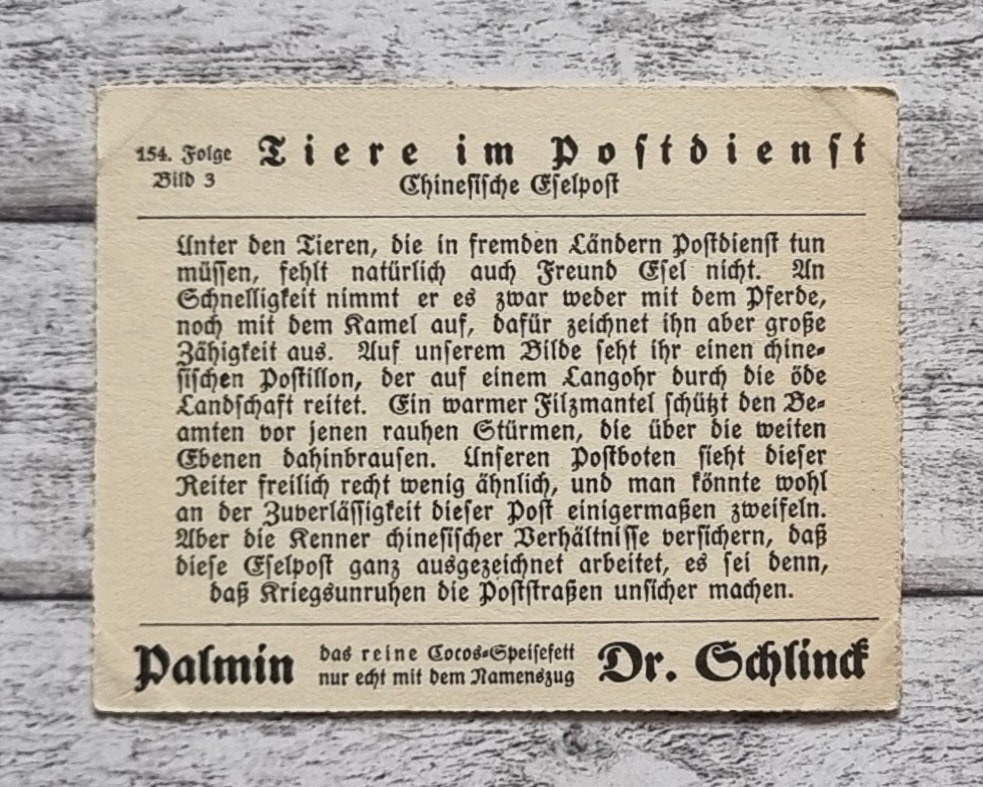 154. Folge Tiere im Postdienst
Bild 3 Chinesische Eselpost
Unter den Tieren, die in fremden Ländern Postdienst tun
müssen, fehlt natürlich auch Freund Esel nicht. An
Schnelligkeit nimmt er es zwar weder mit dem Pferde,
noch mit dem Kamel auf, dafür zeichnet ihn aber große
Zähigkeit aus. Auf unserem Bilde seht ihr einen chine-
sischen Postillon, der auf einem Langohr durch die öde
Landschaft reitet. Ein warmer Filzmantel schützt den Be-
amten vor jenen rauhen Stürmen, die über die weiten
Ebenen dahinbrausen. Unseren Postboten sieht dieser
Reiter freilich recht wenig ähnlich, und man könnte wohl
an der Zuverlässigkeit dieser Post einigermaßen zweifeln.
Aber die Kenner chinesischer Verhältnisse versichern, daß
diese Eselpost ganz ausgezeichnet arbeitet, es sei denn,
daß Kriegsunruhen die Poststraßen unsicher machen.
Palmin das reine Cocos-Speisefett Dr. Schlinck
nur echt mit dem Namenszug